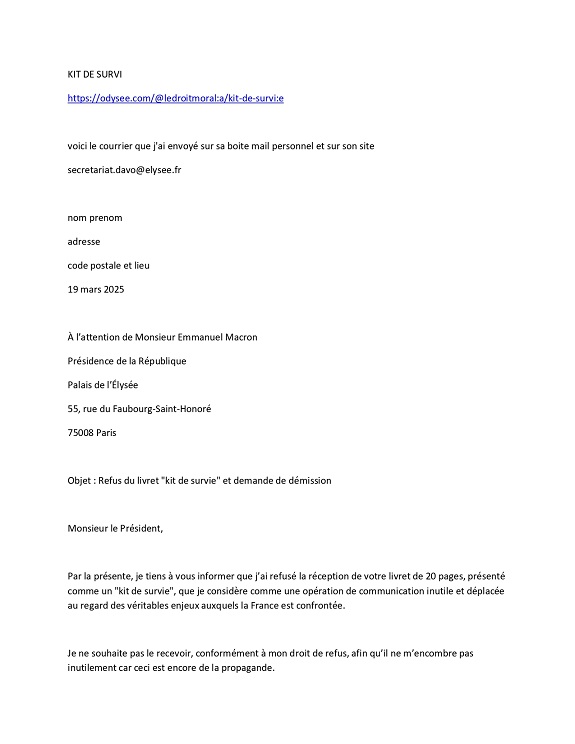 KIT DE SURVI
https://odysee.com/@ledroitmoral:a/kit-de-survi:e
voici le courrier que j'ai envoyé sur sa boite mail personnel et sur son site
secretariat.davo@elysee.fr
nom prenom
adresse
code postale et lieu
19 mars 2025
À l'attention de Monsieur Emmanuel Macron
Présidence de la République
Palais de l'Élysée
55, rue du Faubourg-Saint-Honoré
75008 Paris
Objet : Refus du livret "kit de survie" et demande de démission
Monsieur le Président,
Par la présente, je tiens à vous informer que j'ai refusé la réception de votre livret de 20 pages, présenté
comme un "kit de survie", que je considère comme une opération de communication inutile et déplacée
au regard des véritables enjeux auxquels la France est confrontée.
Je ne souhaite pas le recevoir, conformément à mon droit de refus, afin qu'il ne m'encombre pas
inutilement car ceci est encore de la propagande.